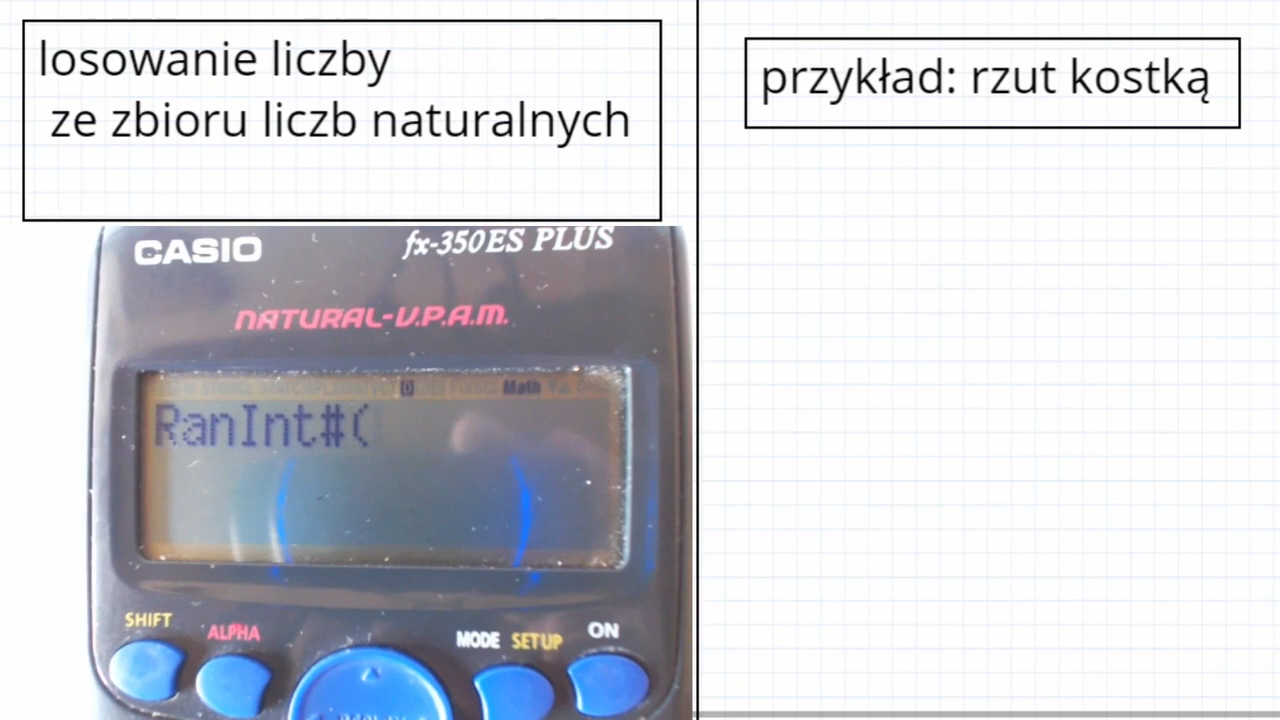 losowanie liczby
ze zbioru liczb naturalnych
przykład: rzut kostką
CASIO
fx-350ES PLUS
NATURAL-V.P.A.M.
D Math
RanInt#(
SHIFT
ALPHA
MODE SETUP
ON